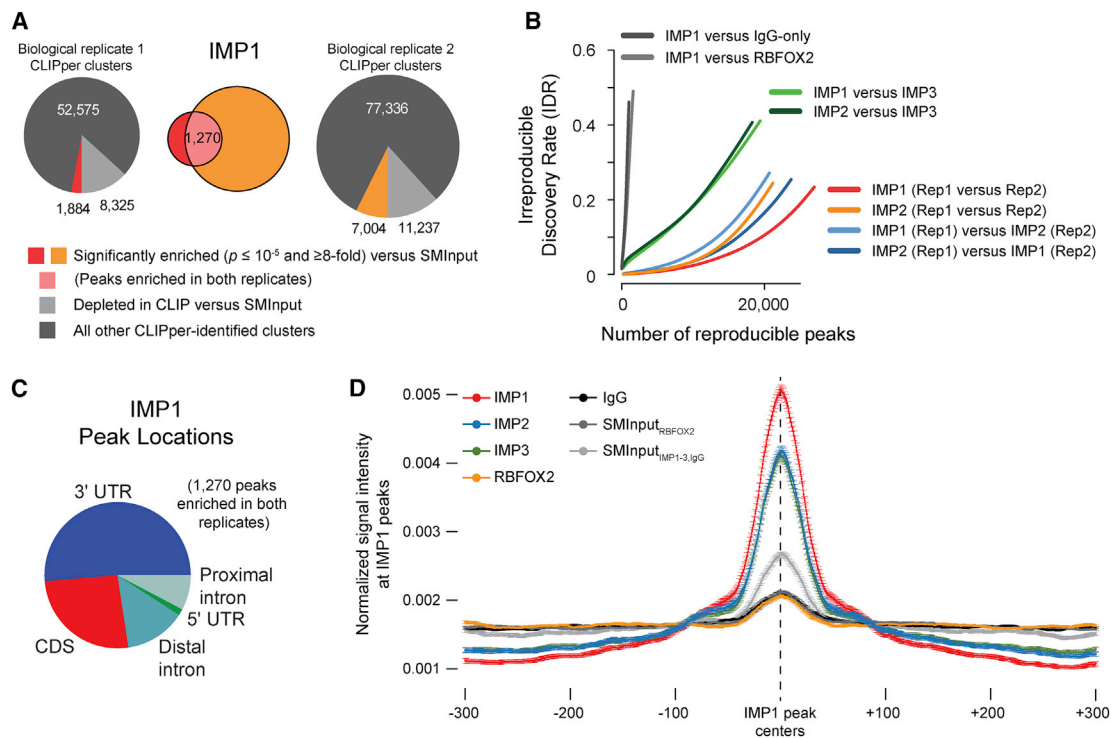 A
IMP1
Biological replicate 1
CLIPper clusters
52,575
1,884
8,325
1,270
Biological replicate 2
CLIPper clusters
77,336
7,004
11,237
Significantly enriched (p ≤ 10⁻⁵ and ≥8-fold) versus SMInput
(Peaks enriched in both replicates)
Depleted in CLIP versus SMInput
All other CLIPper-identified clusters
B
Irreproducible
Discovery Rate (IDR)
0.6
0.4
0.2
0
0
20,000
Number of reproducible peaks
IMP1 versus IgG-only
IMP1 versus RBFOX2
IMP1 versus IMP3
IMP2 versus IMP3
IMP1 (Rep1 versus Rep2)
IMP2 (Rep1 versus Rep2)
IMP1 (Rep1) versus IMP2 (Rep2)
IMP2 (Rep1) versus IMP1 (Rep2)
C
IMP1
Peak Locations
(1,270 peaks
enriched in both
replicates)
3' UTR
Proximal
intron
5' UTR
Distal
intron
CDS
D
Normalized signal intensity
at IMP1 peaks
0.005
0.004
0.003
0.002
0.001
IMP1
IMP2
IMP3
RBFOX2
IgG
SMInput RBFOX2
SMInput IMP1-3,IgG
-300
-200
-100
IMP1 peak
centers
+100
+200
+300